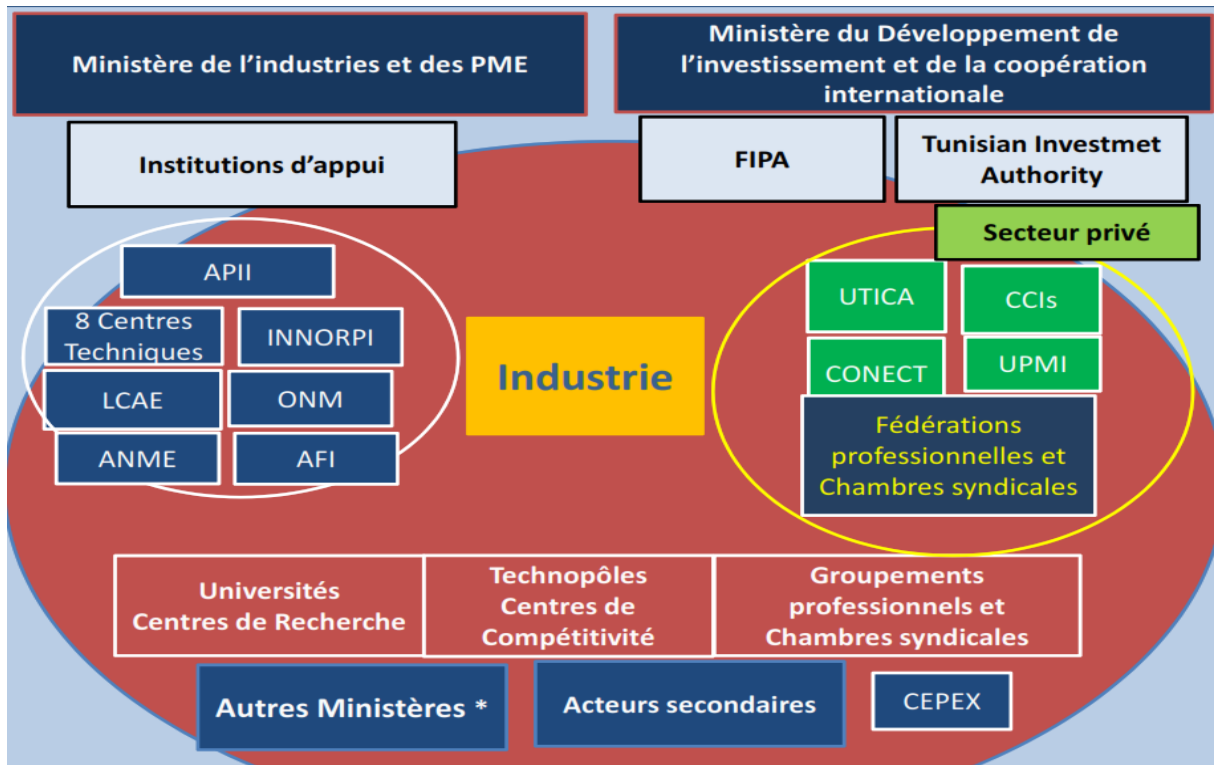 Ministère de l’industries et des PME
Ministère du Développement de
l’investissement et de la coopération
internationale
Institutions d’appui
FIPA
Tunisian Investmet
Authority
Secteur privé
APII
8 Centres
Techniques
INNORPI
LCAE
ONM
ANME
AFI
Industrie
UTICA
CCIs
CONECT
UPMI
Fédérations
professionnelles et
Chambres syndicales
Universités
Centres de Recherche
Technopôles
Centres de
Compétitivité
Groupements
professionnels et
Chambres syndicales
Autres Ministères *
Acteurs secondaires
CEPEX